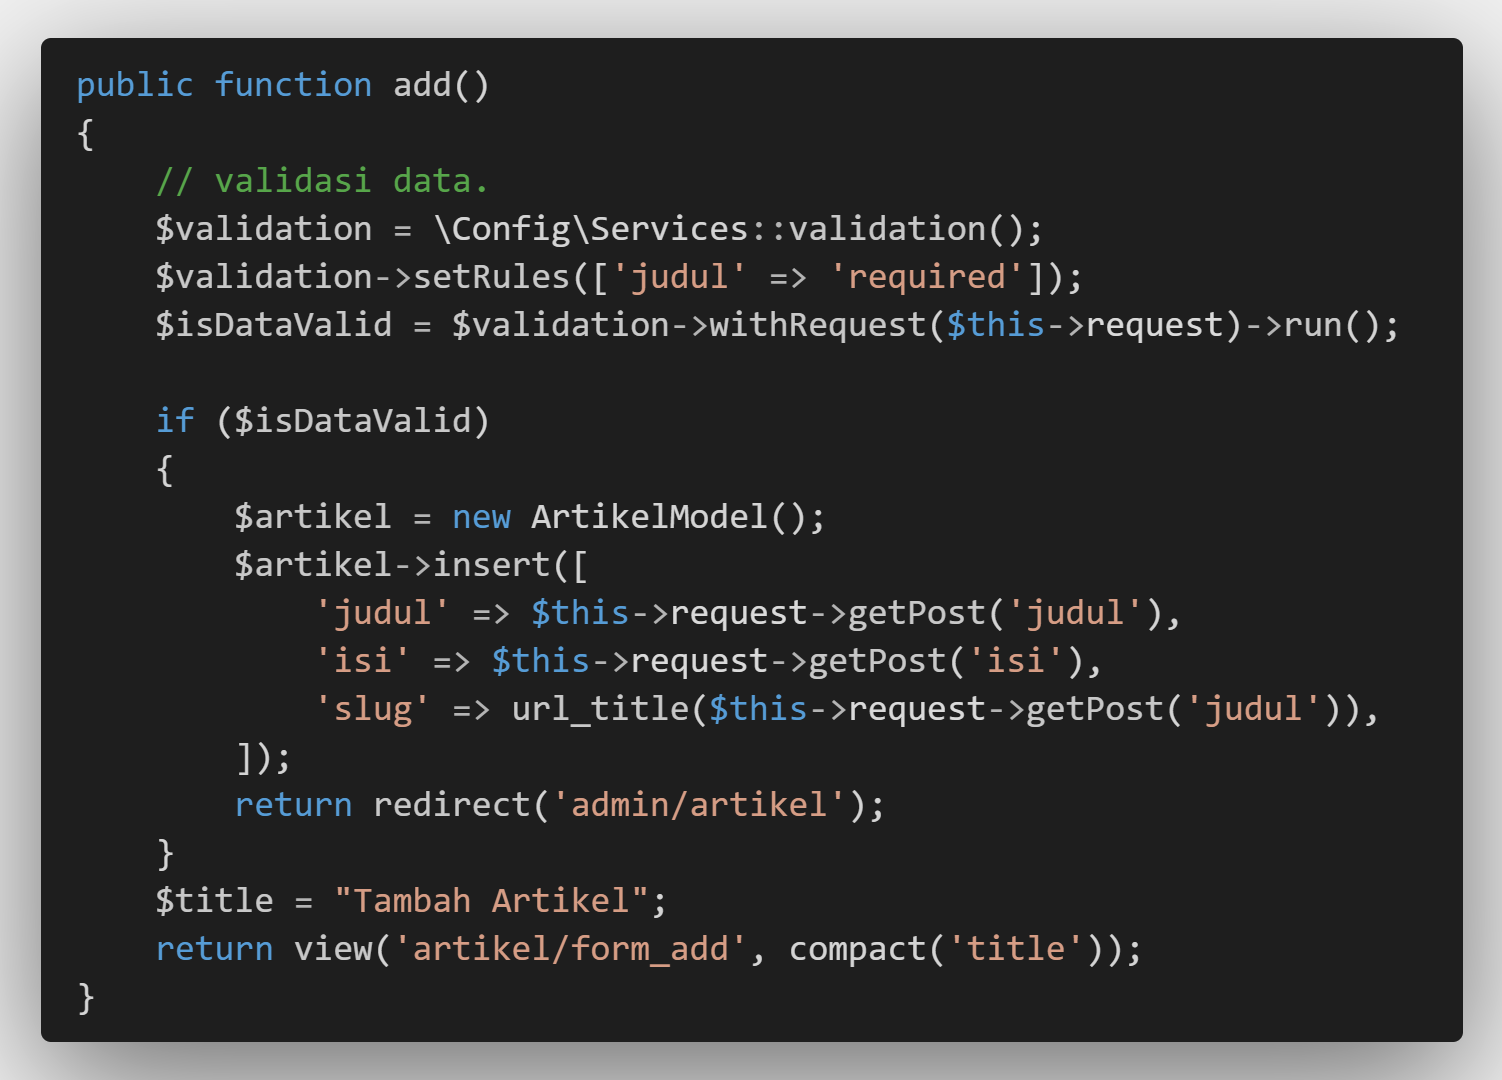 public function add()
{
    // validasi data.
    $validation = \Config\Services::validation();
    $validation->setRules(['judul' => 'required']);
    $isDataValid = $validation->withRequest($this->request)->run();

    if ($isDataValid)
    {
        $artikel = new ArtikelModel();
        $artikel->insert([
            'judul' => $this->request->getPost('judul'),
            'isi' => $this->request->getPost('isi'),
            'slug' => url_title($this->request->getPost('judul')),
        ]);
        return redirect('admin/artikel');
    }
    $title = "Tambah Artikel";
    return view('artikel/form_add', compact('title'));
}